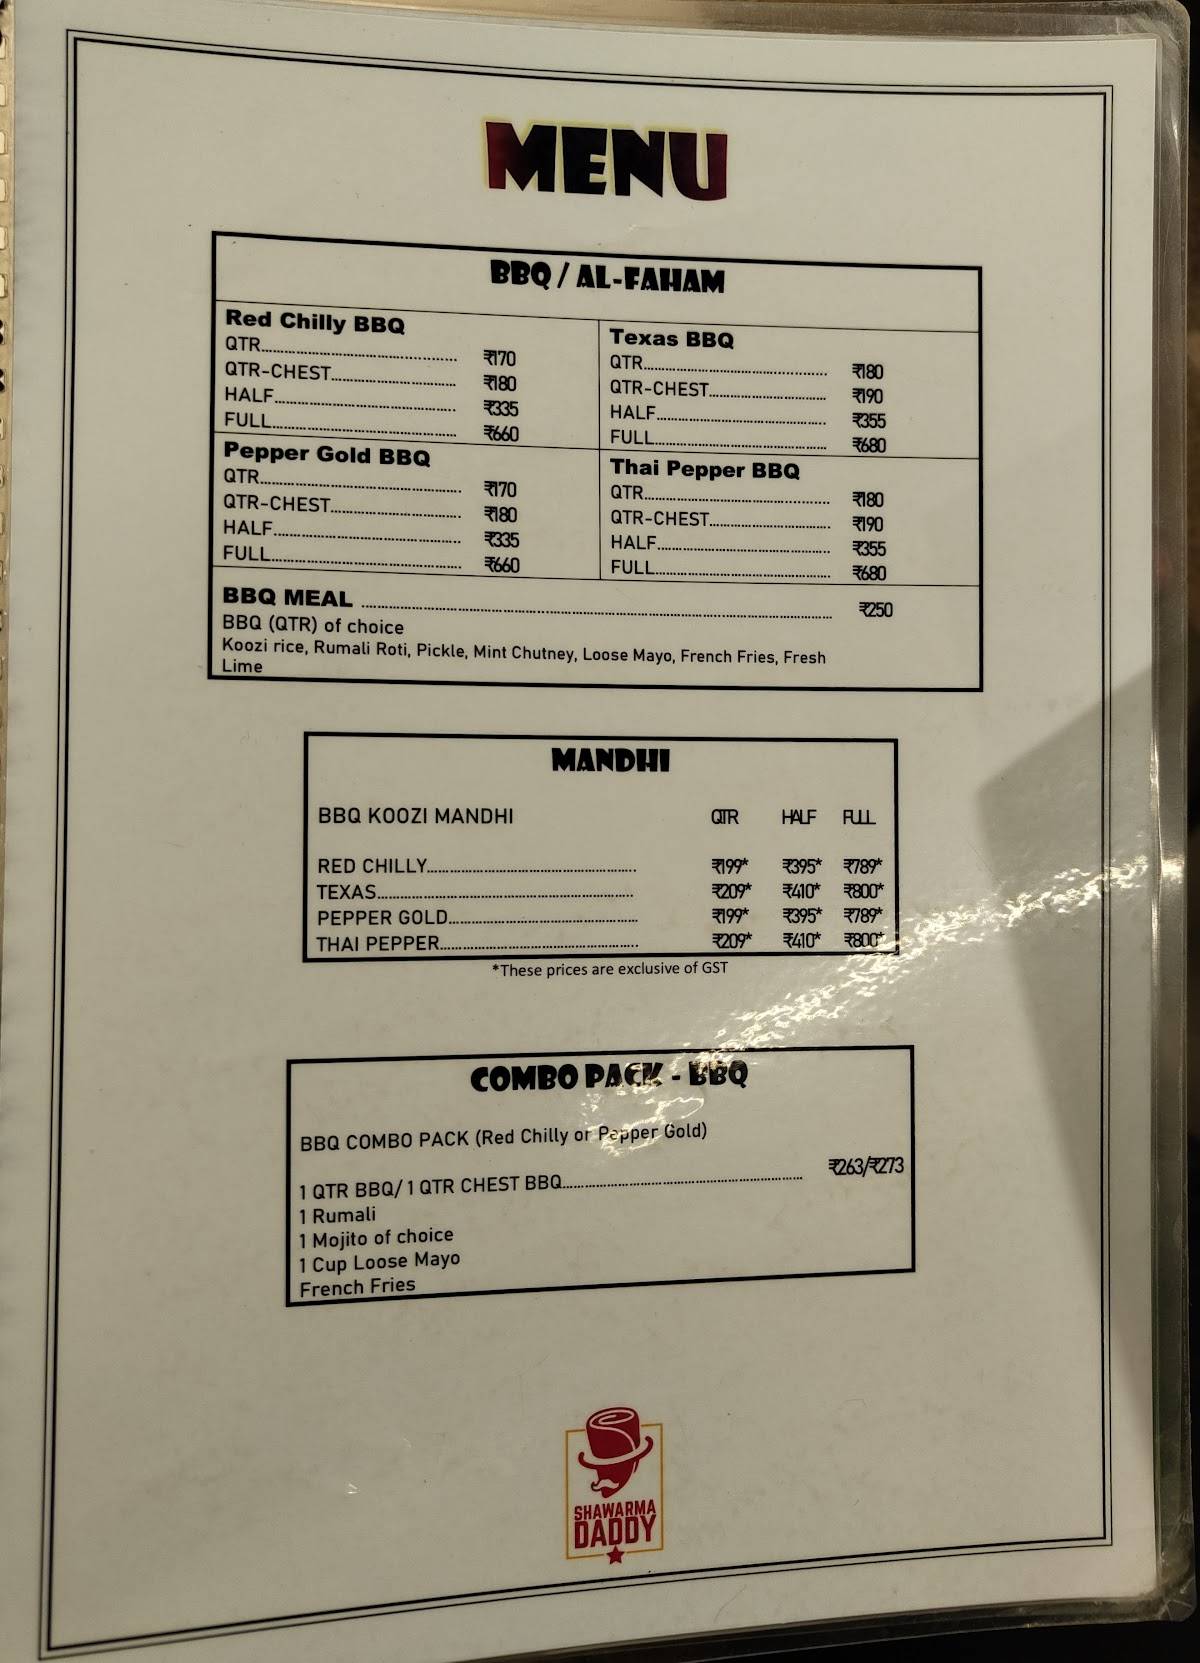 MENU
BBQ / AL-FAHAM
Red Chilly BBQ
QTR.................................................. ₹170
QTR-CHEST................................ ₹180
HALF............................................... ₹335
FULL................................................ ₹660
Texas BBQ
QTR................................................ ₹180
QTR-CHEST.............................. ₹190
HALF............................................. ₹355
FULL.............................................. ₹680
Pepper Gold BBQ
QTR.................................................... ₹170
QTR-CHEST.................................. ₹180
HALF................................................. ₹335
FULL................................................. ₹660
Thai Pepper BBQ
QTR................................................ ₹180
QTR-CHEST............................... ₹190
HALF............................................. ₹355
FULL.............................................. ₹680
BBQ MEAL ........................................................................................................................ ₹250
BBQ (QTR) of choice
Koozi rice, Rumali Roti, Pickle, Mint Chutney, Loose Mayo, French Fries, Fresh
Lime
MANDHI
BBQ KOOZI MANDHI QTR HALF FULL
RED CHILLY...................................................... ₹199* ₹395* ₹789*
TEXAS.................................................................. ₹209* ₹410* ₹800*
PEPPER GOLD................................................. ₹199* ₹395* ₹789*
THAI PEPPER................................................... ₹209* ₹410* ₹800*
*These prices are exclusive of GST
COMBO PACK - BBQ
BBQ COMBO PACK (Red Chilly or Pepper Gold)
1 QTR BBQ/ 1 QTR CHEST BBQ............................................................. ₹263/₹273
1 Rumali
1 Mojito of choice
1 Cup Loose Mayo
French Fries
SHAWARMA
DADDY